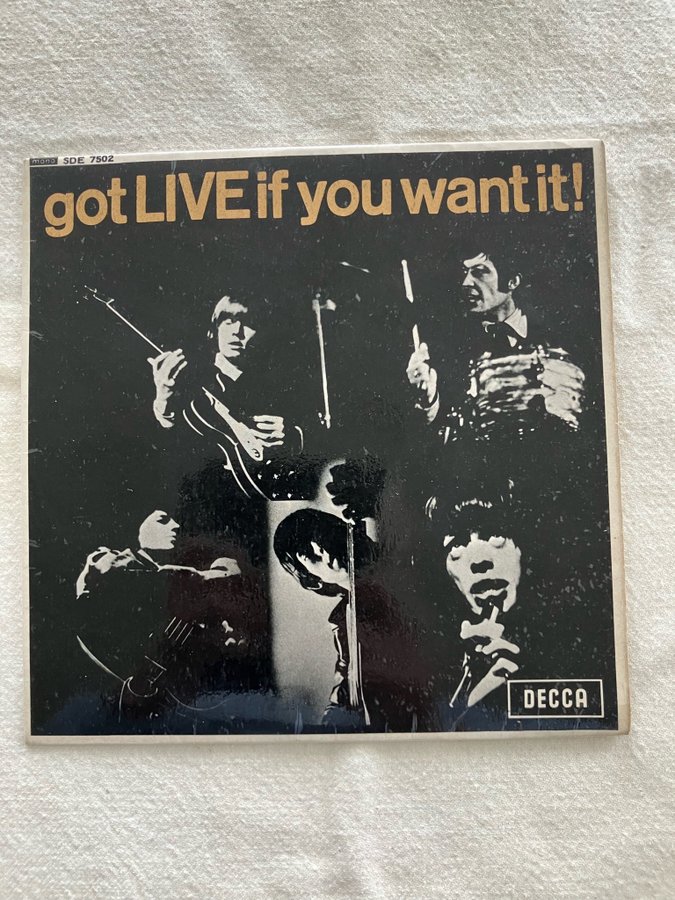 mono SDE 7502
got LIVE if you want it!
DECCA